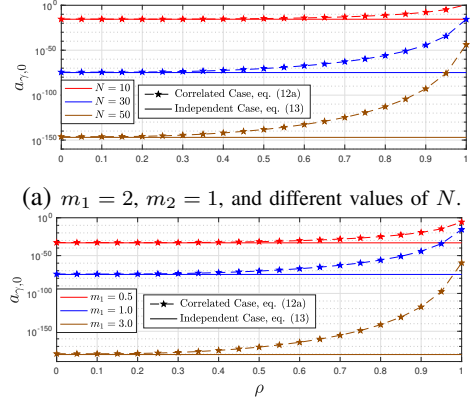 10^0
10^-50
10^-100
10^-150
a_{γ,0}
N = 10
N = 30
N = 50
Correlated Case, eq. (12a)
Independent Case, eq.
(13)
0 0.1 0.2 0.3 0.4 0.5 0.6 0.7 0.8 0.9 1
(a) m_1 = 2, m_2 = 1, and different values of N.
10^0
10^-50
10^-100
10^-150
a_{γ,0}
m_1 = 0.5
m_1 = 1.0
m_1 = 3.0
Correlated Case, eq. (12a)
Independent Case, eq.
(13)
0 0.1 0.2 0.3 0.4 0.5 0.6 0.7 0.8 0.9 1
ρ